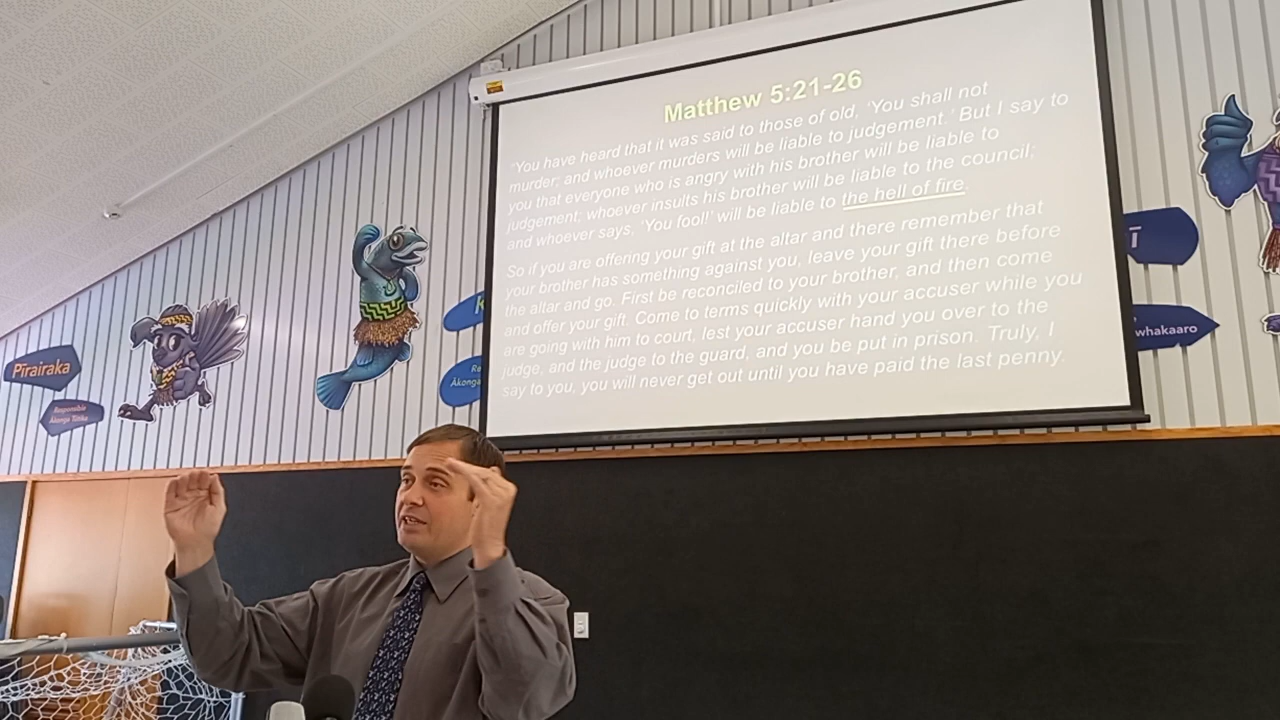 Matthew 5:21-26
"You have heard that it was said to those of old, 'You shall not
murder; and whoever murders will be liable to judgement.' But I say to
you that everyone who is angry with his brother will be liable to
judgement; whoever insults his brother will be liable to the council;
and whoever says, 'You fool!' will be liable to the hell of fire.
So if you are offering your gift at the altar and there remember that
your brother has something against you, leave your gift there before
the altar and go. First be reconciled to your brother, and then come
and offer your gift. Come to terms quickly with your accuser while you
are going with him to court, lest your accuser hand you over to the
judge, and the judge to the guard, and you be put in prison. Truly, I
say to you, you will never get out until you have paid the last penny.
Pīrairaka
Responsible
Ākonga Tōtika
K
Re
Ākonga
ī
whakaaro